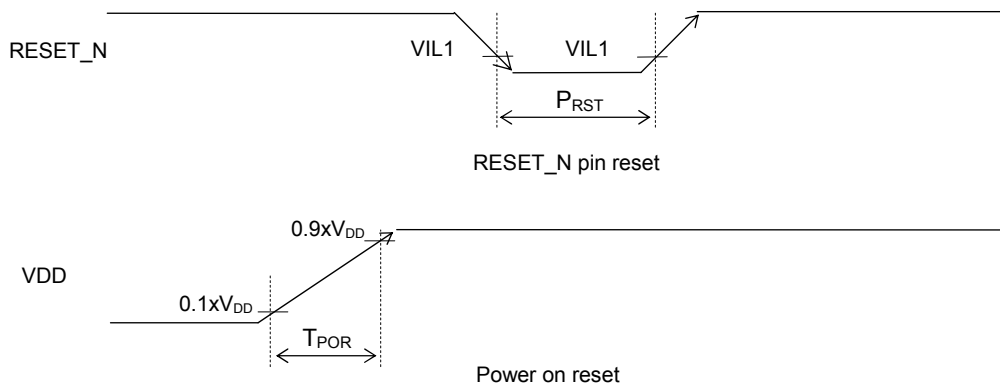 RESET_N
VIL1
VIL1
PRST
RESET_N pin reset
0.9xVDD
VDD
0.1xVDD
TPOR
Power on reset